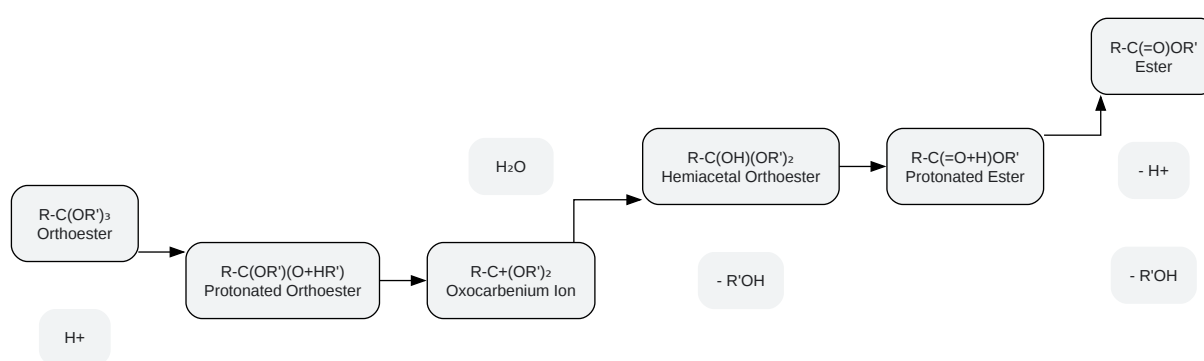 R-C(OR')₃
Orthoester
H+
R-C(OR')(O+HR')
Protonated Orthoester
R-C+(OR')₂
Oxocarbenium Ion
H₂O
R-C(OH)(OR')₂
Hemiacetal Orthoester
- R'OH
R-C(=O+H)OR'
Protonated Ester
R-C(=O)OR'
Ester
- H+
- R'OH